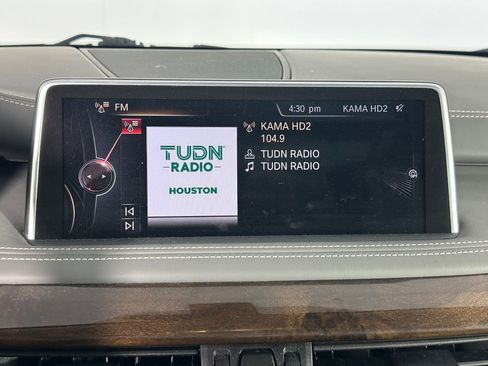 FM
4:30 pm
KAMA HD2
KAMA HD2
104.9
TUDN RADIO
TUDN RADIO
TUDN
RADIO
HOUSTON